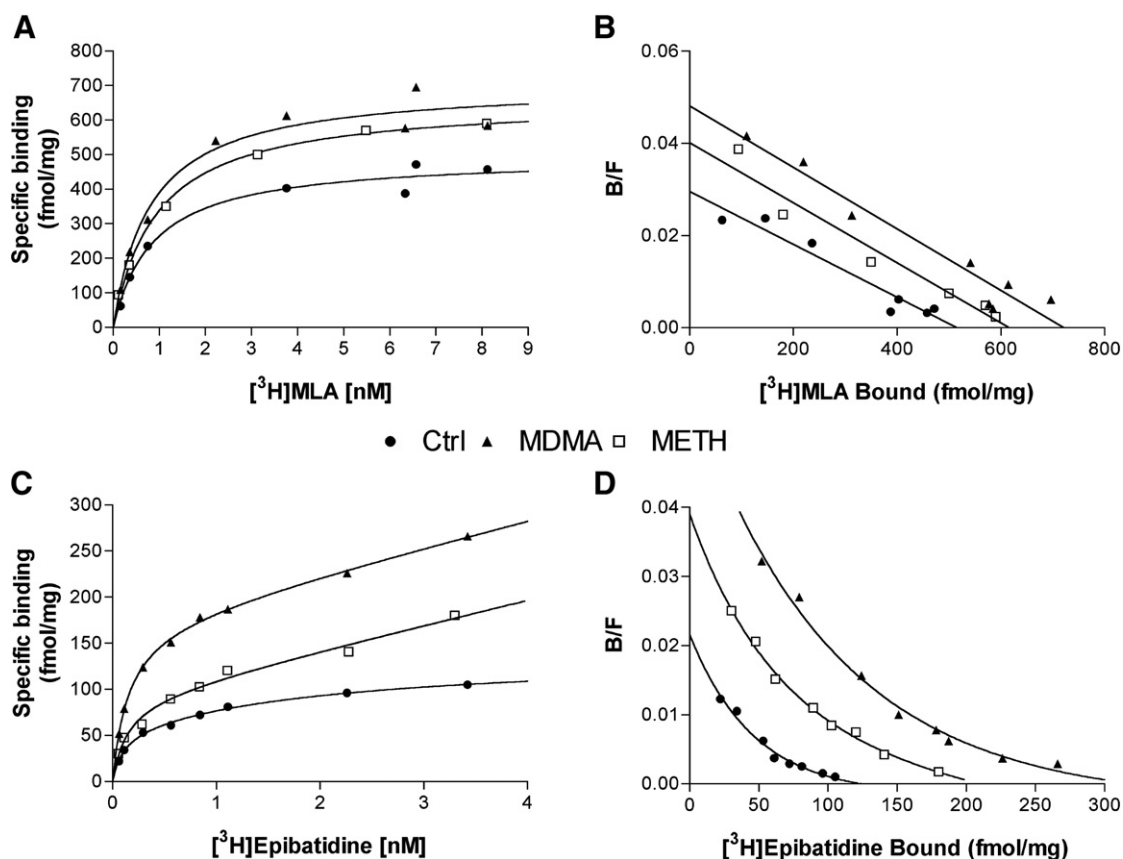 A
B
Specific binding
(fmol/mg)
800
700
600
500
400
300
200
100
0
0 1 2 3 4 5 6 7 8 9
[³H]MLA [nM]
B/F
0.06
0.04
0.02
0.00
0 200 400 600 800
[³H]MLA Bound (fmol/mg)
Ctrl MDMA METH
C
D
Specific binding
(fmol/mg)
300
250
200
150
100
50
0
0 1 2 3 4
[³H]Epibatidine [nM]
B/F
0.04
0.03
0.02
0.01
0.00
0 50 100 150 200 250 300
[³H]Epibatidine Bound (fmol/mg)